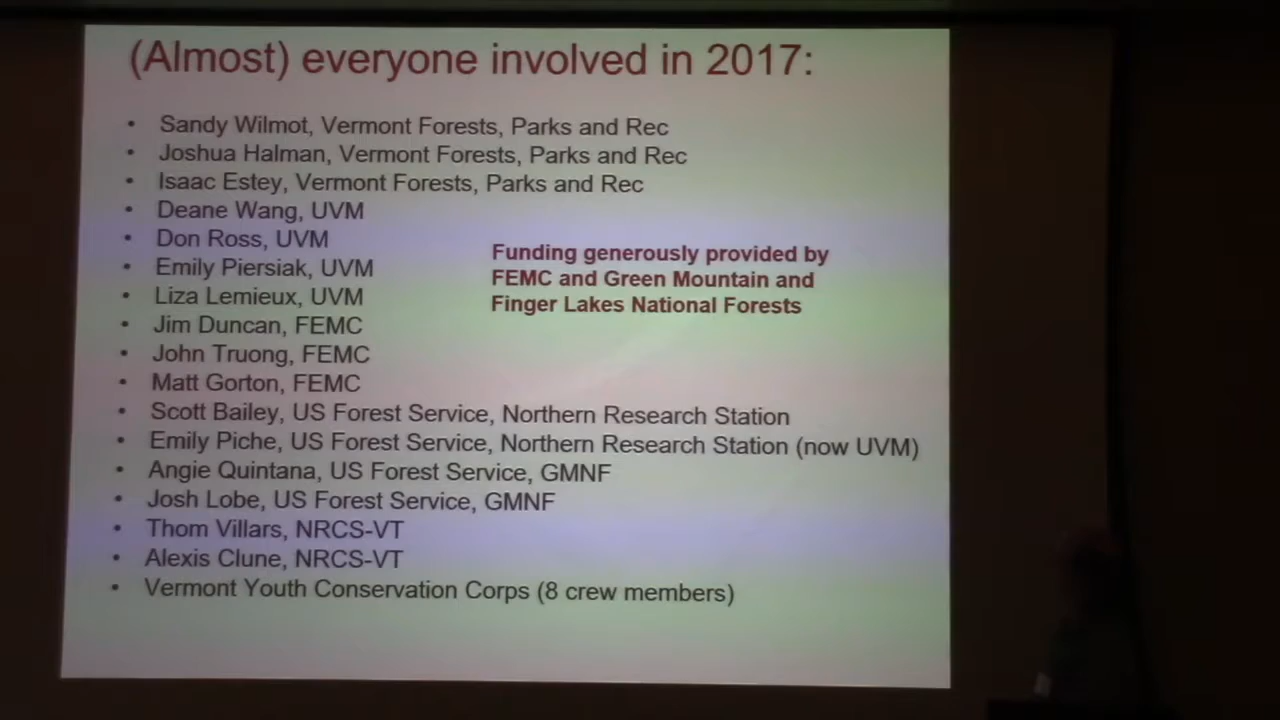 (Almost) everyone involved in 2017:
• Sandy Wilmot, Vermont Forests, Parks and Rec
• Joshua Halman, Vermont Forests, Parks and Rec
• Isaac Estey, Vermont Forests, Parks and Rec
• Deane Wang, UVM
• Don Ross, UVM
• Emily Piersiak, UVM
• Liza Lemieux, UVM
• Jim Duncan, FEMC
• John Truong, FEMC
• Matt Gorton, FEMC
• Scott Bailey, US Forest Service, Northern Research Station
• Emily Piche, US Forest Service, Northern Research Station (now UVM)
• Angie Quintana, US Forest Service, GMNF
• Josh Lobe, US Forest Service, GMNF
• Thom Villars, NRCS-VT
• Alexis Clune, NRCS-VT
• Vermont Youth Conservation Corps (8 crew members)
Funding generously provided by
FEMC and Green Mountain and
Finger Lakes National Forests